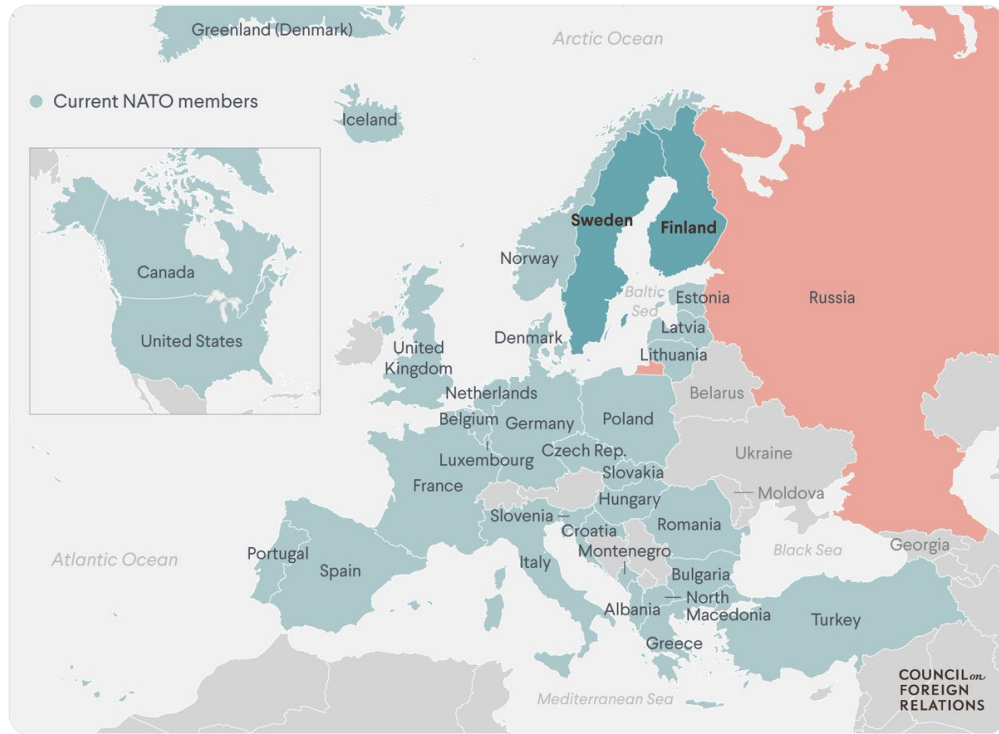 Greenland (Denmark)
Arctic Ocean
Current NATO members
Iceland
Sweden
Finland
Canada
Norway
Russia
Baltic
Sea
Estonia
United States
Latvia
Denmark
United
Kingdom
Lithuania
Netherlands
Belarus
Belgium
Germany
Poland
Luxembourg
Czech Rep.
Ukraine
Slovakia
France
Hungary
Moldova
Slovenia
Croatia
Romania
Georgia
Montenegro
Black Sea
Atlantic Ocean
Portugal
Spain
Italy
Bulgaria
North
Macedonia
Albania
Turkey
Greece
Mediterranean Sea
COUNCIL on
FOREIGN
RELATIONS